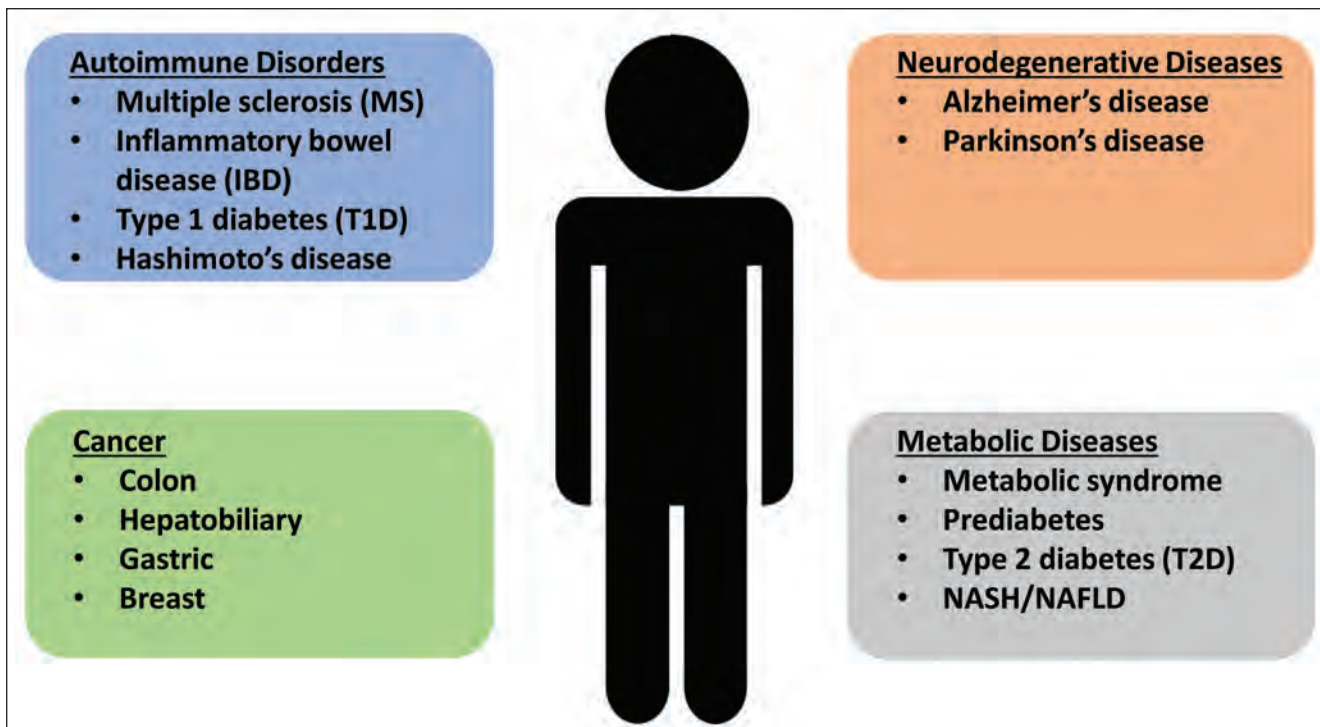 Autoimmune Disorders
• Multiple sclerosis (MS)
• Inflammatory bowel
disease (IBD)
• Type 1 diabetes (T1D)
• Hashimoto’s disease
Neurodegenerative Diseases
• Alzheimer’s disease
• Parkinson’s disease
Cancer
• Colon
• Hepatobiliary
• Gastric
• Breast
Metabolic Diseases
• Metabolic syndrome
• Prediabetes
• Type 2 diabetes (T2D)
• NASH/NAFLD